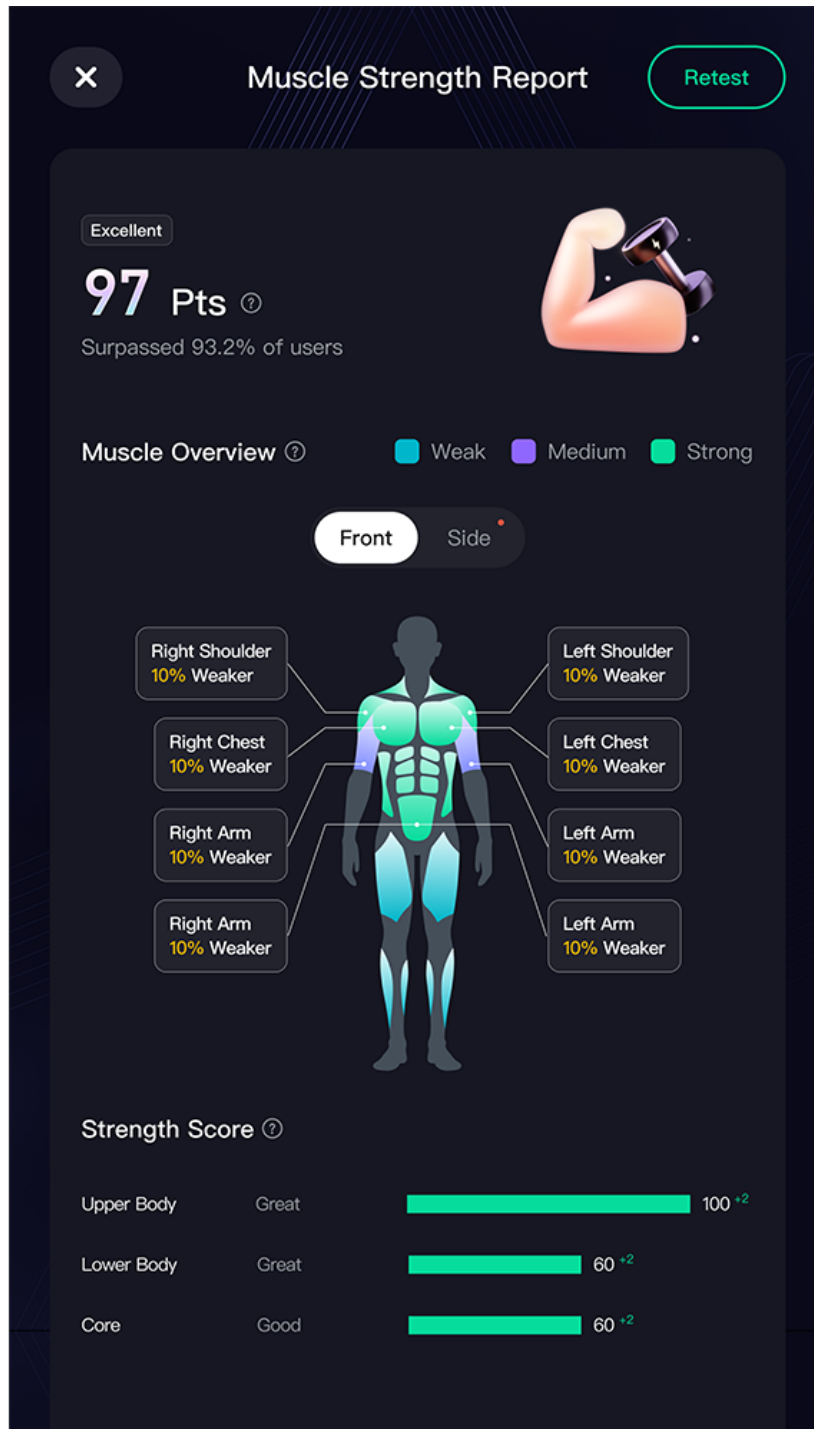 Muscle Strength Report
Retest
Excellent
97 Pts
Surpassed 93.2% of users
Muscle Overview
Weak
Medium
Strong
Front
Side
Right Shoulder
10% Weaker
Left Shoulder
10% Weaker
Right Chest
10% Weaker
Left Chest
10% Weaker
Right Arm
10% Weaker
Left Arm
10% Weaker
Right Arm
10% Weaker
Left Arm
10% Weaker
Strength Score
Upper Body Great 100 +2
Lower Body Great 60 +2
Core Good 60 +2